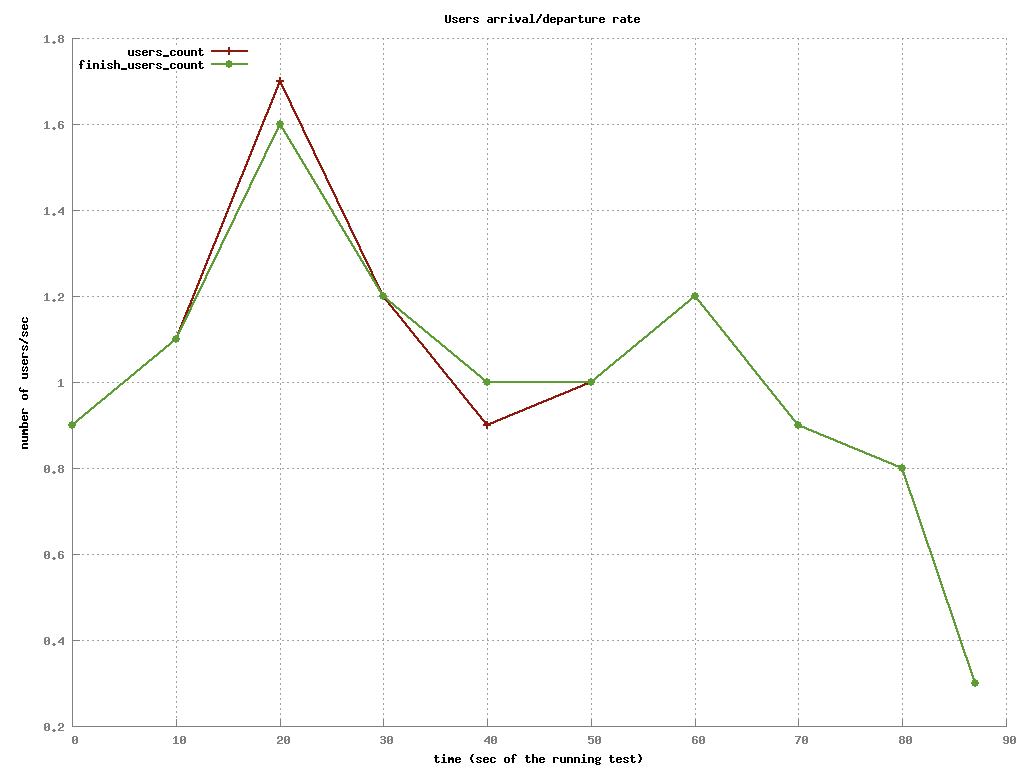 Users arrival/departure rate
1.8
users_count
finish_users_count
1.6
1.4
1.2
1
0.8
0.6
0.4
0.2
number of users/sec
0 10 20 30 40 50 60 70 80 90
time (sec of the running test)